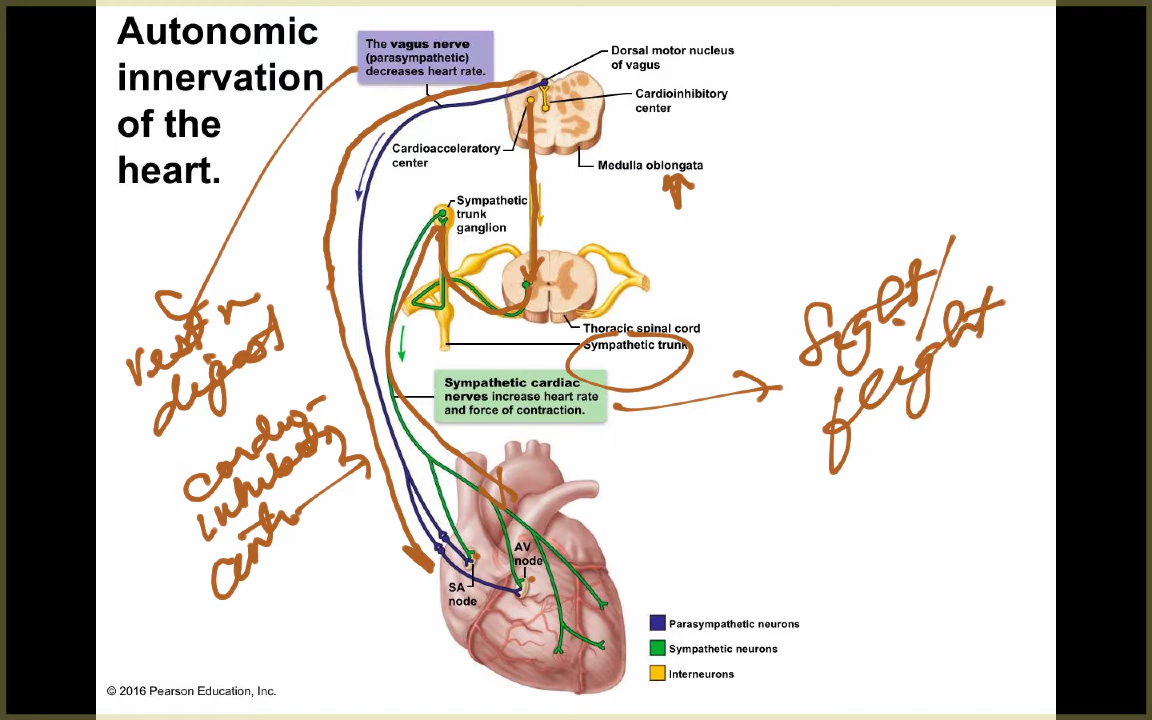 Autonomic
innervation
of the
heart.
The vagus nerve
(parasympathetic)
decreases heart rate.
Dorsal motor nucleus
of vagus
Cardioinhibitory
center
Cardioacceleratory
center
Medulla oblongata
Sympathetic
trunk
ganglion
Thoracic spinal cord
Sympathetic trunk
Sympathetic cardiac
nerves increase heart rate
and force of contraction.
rest n
digest
cardio-
inhibitory
center
fight/
flight
AV
node
SA
node
Parasympathetic neurons
Sympathetic neurons
Interneurons
© 2016 Pearson Education, Inc.